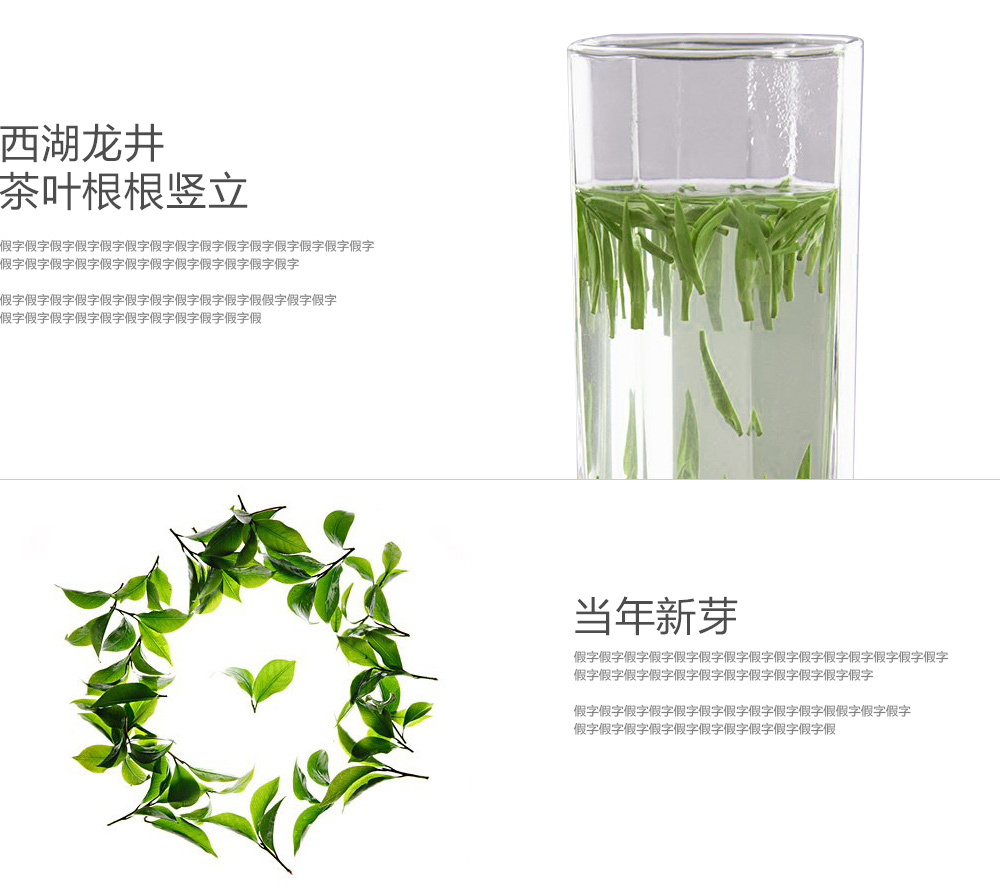 西湖龙井
茶叶根根竖立
假字假字假字假字假字假字假字假字假字假字假字假字假字假字假字
假字假字假字假字假字假字假字假字假字假字假字假字
假字假字假字假字假字假字假字假字假字假字假假字假字假字
假字假字假字假字假字假字假字假字假字假字假
当年新芽
假字假字假字假字假字假字假字假字假字假字假字假字假字假字假字
假字假字假字假字假字假字假字假字假字假字假字假字
假字假字假字假字假字假字假字假字假字假字假假字假字假字
假字假字假字假字假字假字假字假字假字假字假